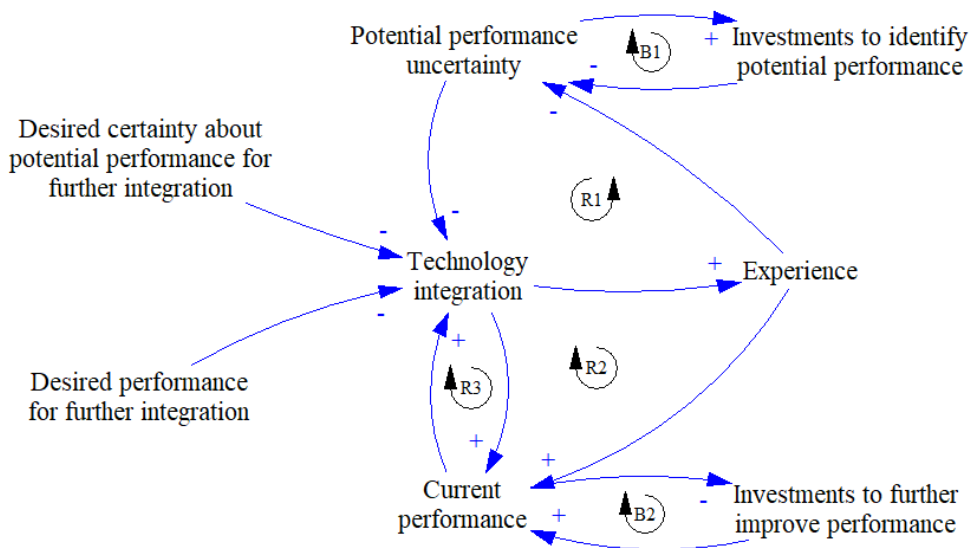 Potential performance
uncertainty
B1
+
Investments to identify
potential performance
-
-
Desired certainty about
potential performance for
further integration
-
R1
-
Technology
integration
+
Experience
-
+
R2
Desired performance
for further integration
R3
+
+
Current
performance
-
+
B2
Investments to further
improve performance